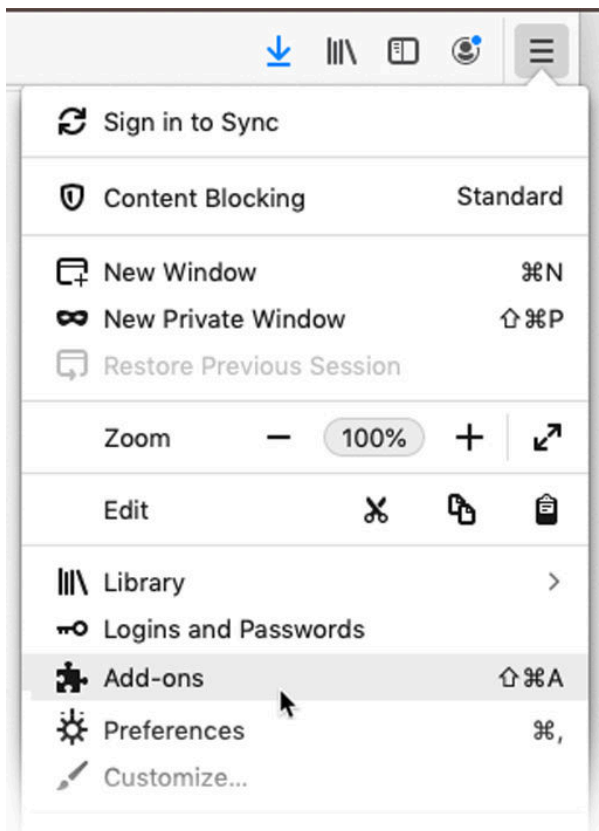 Sign in to Sync
Content Blocking Standard
New Window ⌘N
New Private Window ⇧⌘P
Restore Previous Session
Zoom − 100% +
Edit
Library >
Logins and Passwords
Add-ons ⇧⌘A
Preferences ⌘,
Customize...